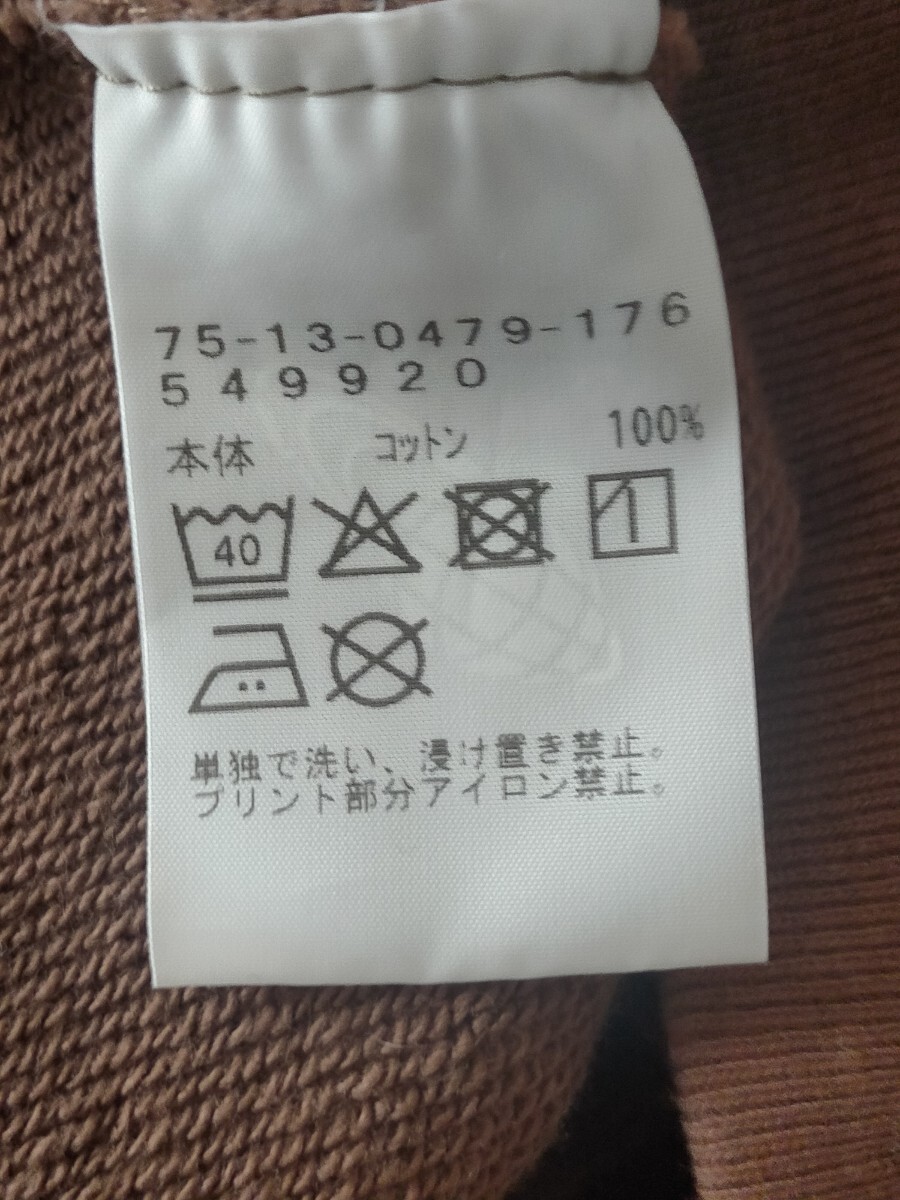 75-13-0479-176
549920
本体 コットン 100%
40
単独で洗い、浸け置き禁止。
プリント部分アイロン禁止。